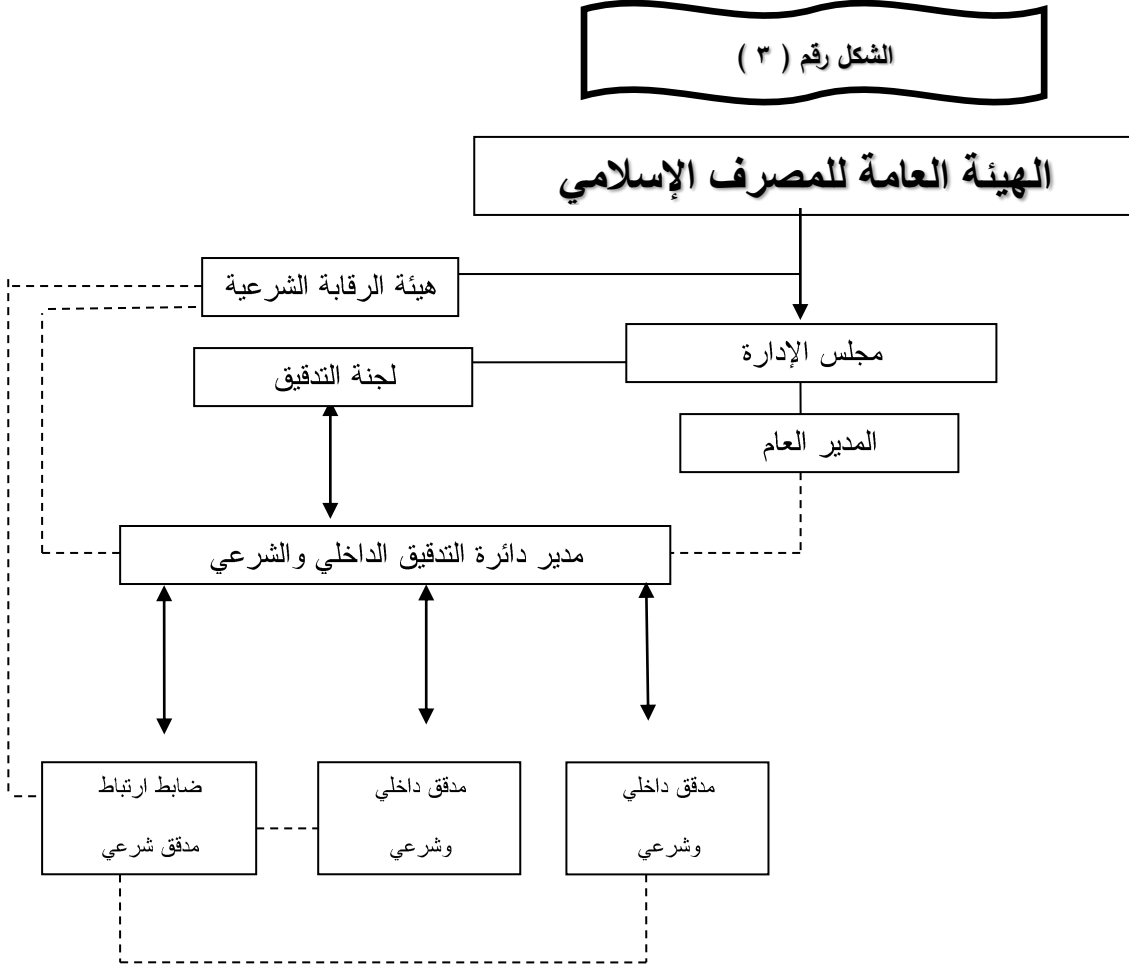 الشكل رقم ( ٣ )
الهيئة العامة للمصرف الإسلامي
هيئة الرقابة الشرعية
مجلس الإدارة
لجنة التدقيق
المدير العام
مدير دائرة التدقيق الداخلي والشرعي
مدقق داخلي
وشرعي
مدقق داخلي
وشرعي
ضابط ارتباط
مدقق شرعي